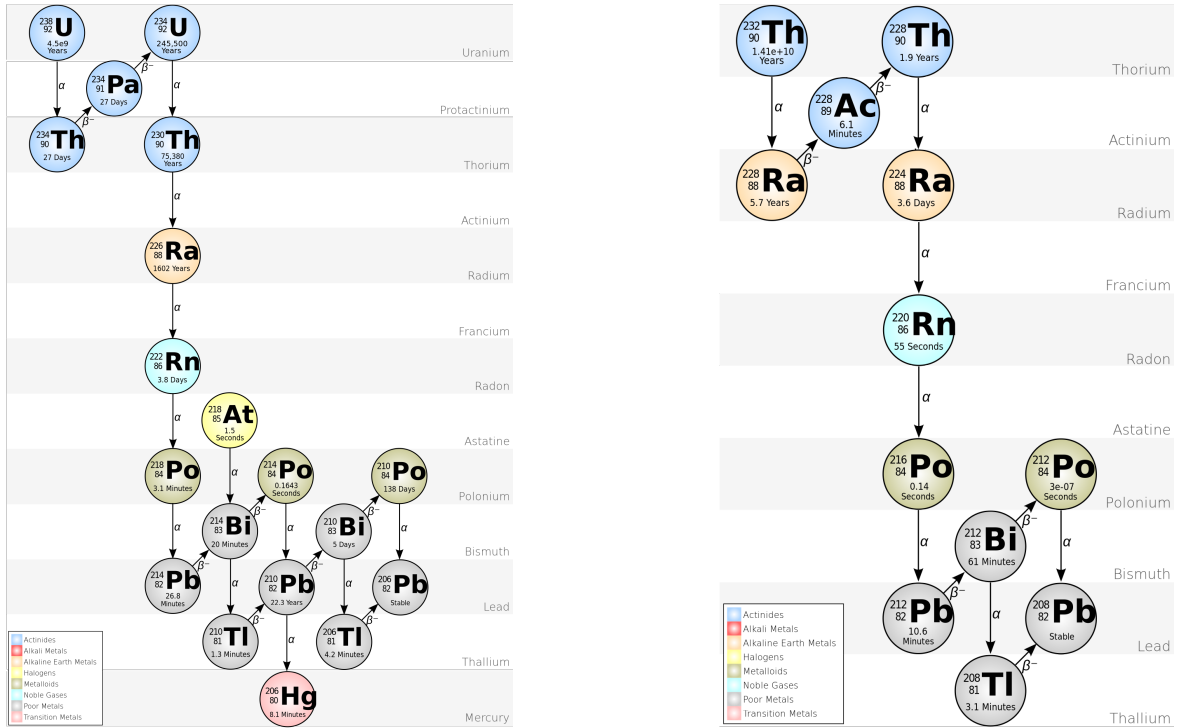 238
92
U
4.5e9
Years
234
92
U
245,500
Years
Uranium
α
β⁻
α
234
91
Pa
27 Days
Protactinium
β⁻
234
90
Th
27 Days
230
90
Th
75,380
Years
Thorium
α
Actinium
226
88
Ra
1602 Years
Radium
α
Francium
222
86
Rn
3.8 Days
Radon
α
218
85
At
1.5
Seconds
Astatine
218
84
Po
3.1 Minutes
α
214
84
Po
0.1643
Seconds
210
84
Po
138 Days
Polonium
α
214
83
Bi
20 Minutes
β⁻
α
210
83
Bi
5 Days
β⁻
α
Bismuth
214
82
Pb
26.8
Minutes
β⁻
α
210
82
Pb
22.3 Years
β⁻
α
206
82
Pb
Stable
Lead
210
81
Tl
1.3 Minutes
β⁻
α
206
81
Tl
4.2 Minutes
β⁻
Thallium
206
80
Hg
8.1 Minutes
Mercury
Actinides
Alkali Metals
Alkaline Earth Metals
Halogens
Metalloids
Noble Gases
Poor Metals
Transition Metals
232
90
Th
1.41e+10
Years
228
90
Th
1.9 Years
Thorium
α
228
89
Ac
6.1
Minutes
β⁻
α
Actinium
228
88
Ra
5.7 Years
β⁻
224
88
Ra
3.6 Days
Radium
α
Francium
220
86
Rn
55 Seconds
Radon
α
Astatine
216
84
Po
0.14
Seconds
212
84
Po
3e-07
Seconds
Polonium
α
212
83
Bi
61 Minutes
β⁻
α
Bismuth
212
82
Pb
10.6
Minutes
β⁻
α
208
82
Pb
Stable
Lead
208
81
Tl
3.1 Minutes
β⁻
Thallium
Actinides
Alkali Metals
Alkaline Earth Metals
Halogens
Metalloids
Noble Gases
Poor Metals
Transition Metals